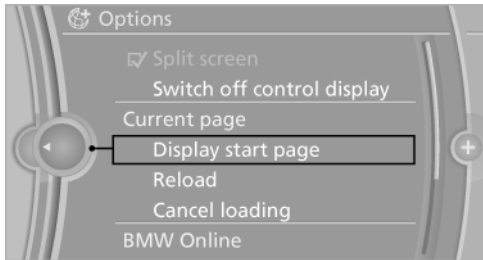 Options
Split screen
Switch off control display
Current page
Display start page
Reload
Cancel loading
BMW Online